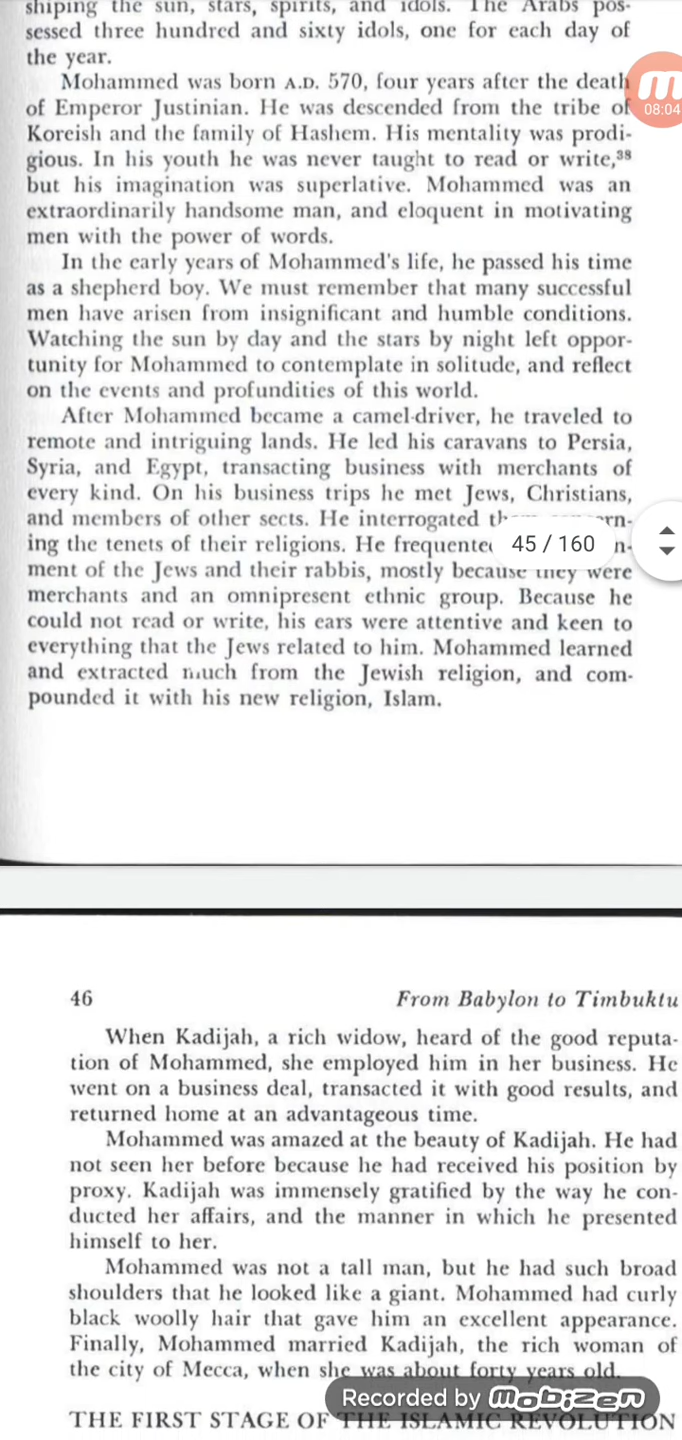 shiping the sun, stars, spirits, and idols. The Arabs pos-
sessed three hundred and sixty idols, one for each day of
the year.
Mohammed was born A.D. 570, four years after the death
of Emperor Justinian. He was descended from the tribe of
Koreish and the family of Hashem. His mentality was prodi-
gious. In his youth he was never taught to read or write,³⁸
but his imagination was superlative. Mohammed was an
extraordinarily handsome man, and eloquent in motivating
men with the power of words.
08:04
In the early years of Mohammed's life, he passed his time
as a shepherd boy. We must remember that many successful
men have arisen from insignificant and humble conditions.
Watching the sun by day and the stars by night left oppor-
tunity for Mohammed to contemplate in solitude, and reflect
on the events and profundities of this world.
After Mohammed became a camel-driver, he traveled to
remote and intriguing lands. He led his caravans to Persia,
Syria, and Egypt, transacting business with merchants of
every kind. On his business trips he met Jews, Christians,
and members of other sects. He interrogated
ing the tenets of their religions. He
45 / 160
ment of the Jews and their rabbis, mostly because they were
merchants and an omnipresent ethnic group. Because he
could not read or write, his ears were attentive and keen to
everything that the Jews related to him. Mohammed learned
and extracted much from the Jewish religion, and com-
pounded it with his new religion, Islam.
46 From Babylon to Timbuktu
When Kadijah, a rich widow, heard of the good reputa-
tion of Mohammed, she employed him in her business. He
went on a business deal, transacted it with good results, and
returned home at an advantageous time.
Mohammed was amazed at the beauty of Kadijah. He had
not seen her before because he had received his position by
proxy. Kadijah was immensely gratified by the way he con-
ducted her affairs, and the manner in which he presented
himself to her.
Mohammed was not a tall man, but he had such broad
shoulders that he looked like a giant. Mohammed had curly
black woolly hair that gave him an excellent appearance.
Finally, Mohammed married Kadijah, the rich woman of
the city of Mecca, when she was about forty years old.
Recorded by mobizen
THE FIRST STAGE OF THE ISLAMIC REVOLUTION